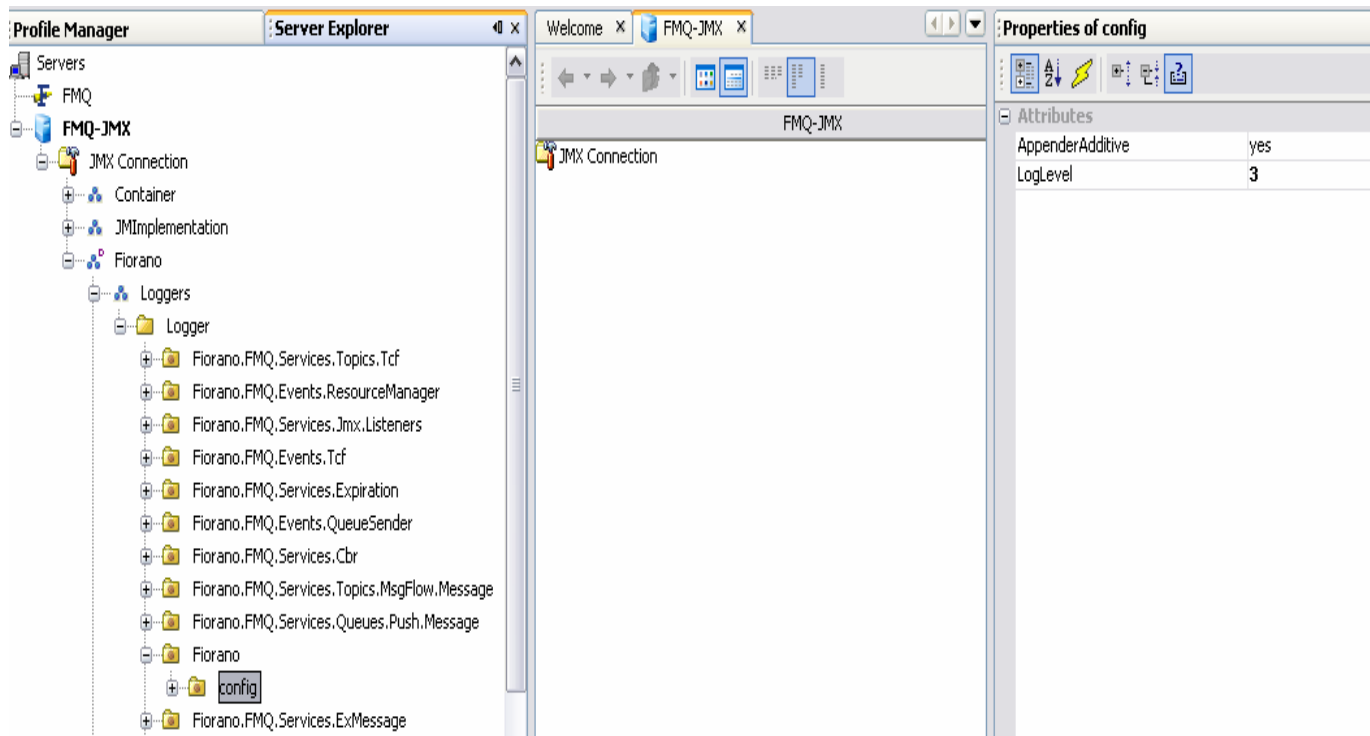 Profile Manager
Server Explorer
Servers
FMQ
FMQ-JMX
JMX Connection
Container
JMImplementation
Fiorano
Loggers
Logger
Fiorano.FMQ.Services.Topics.Tcf
Fiorano.FMQ.Events.ResourceManager
Fiorano.FMQ.Services.Jmx.Listeners
Fiorano.FMQ.Events.Tcf
Fiorano.FMQ.Services.Expiration
Fiorano.FMQ.Events.QueueSender
Fiorano.FMQ.Services.Cbr
Fiorano.FMQ.Services.Topics.MsgFlow.Message
Fiorano.FMQ.Services.Queues.Push.Message
Fiorano
config
Fiorano.FMQ.Services.ExMessage
Welcome
FMQ-JMX
FMQ-JMX
JMX Connection
Properties of config
Attributes
AppenderAdditive yes
LogLevel 3